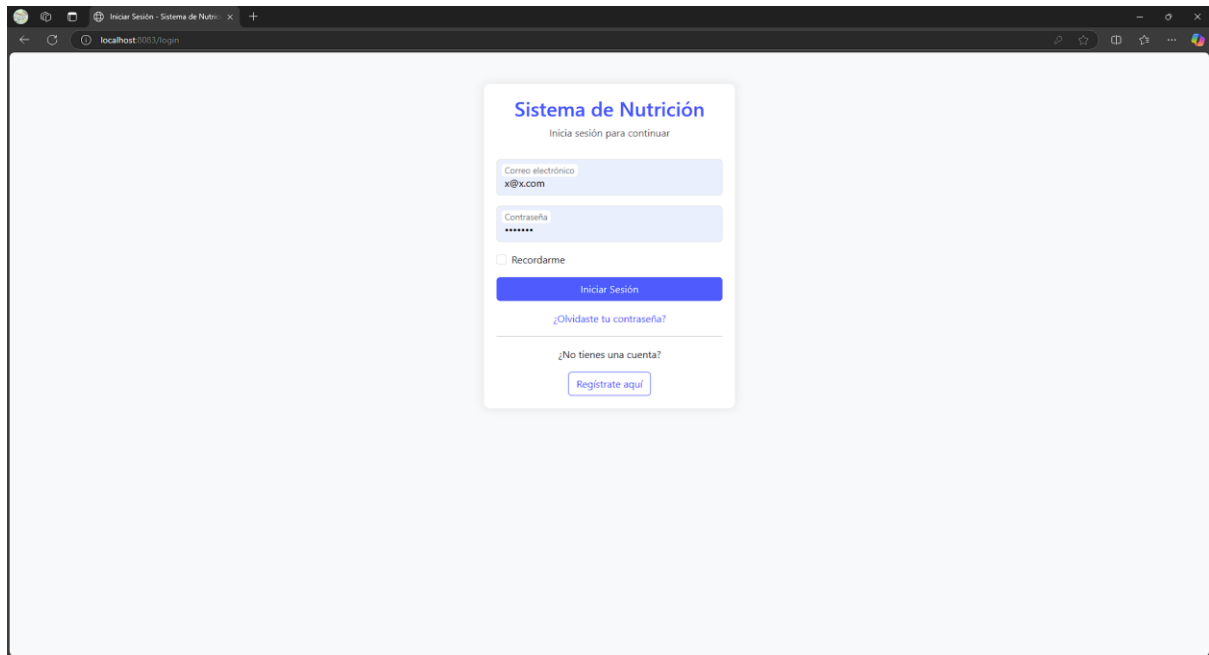 Iniciar Sesión - Sistema de Nutric
localhost:8083/login
Sistema de Nutrición
Inicia sesión para continuar
Correo electrónico
x@x.com
Contraseña
•••••••
Recordarme
Iniciar Sesión
¿Olvidaste tu contraseña?
¿No tienes una cuenta?
Regístrate aquí